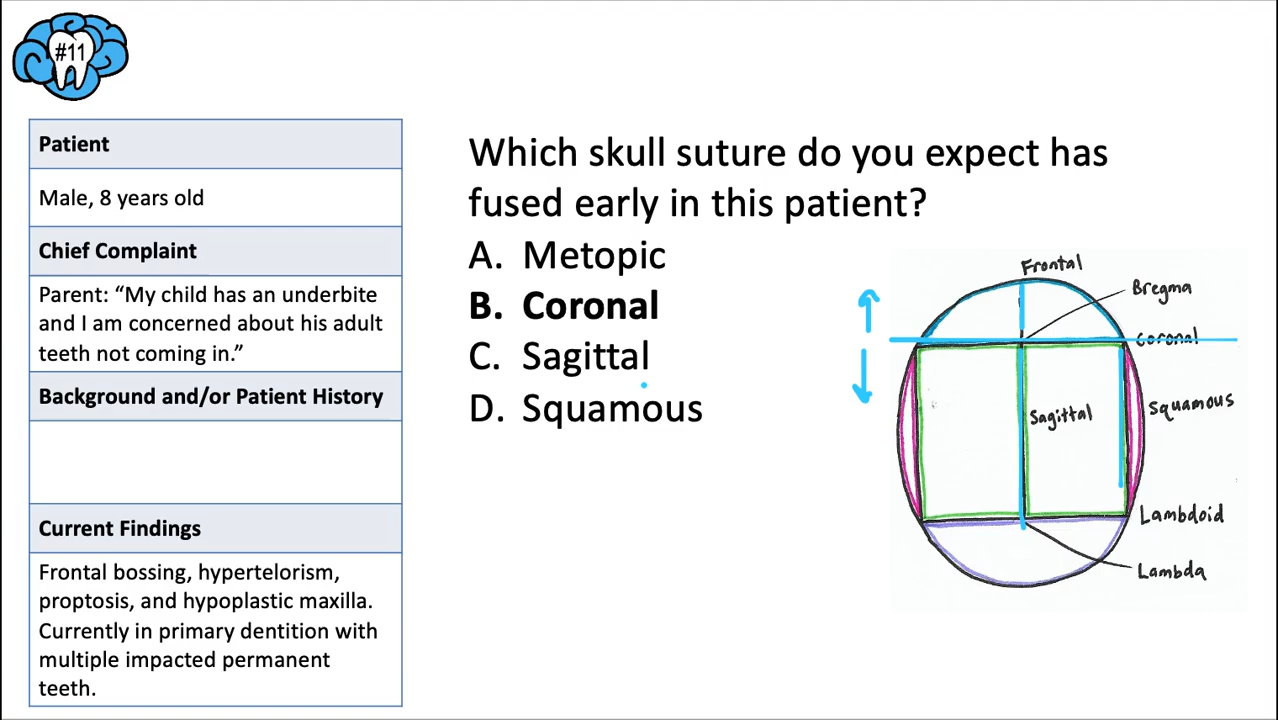 #11
Patient
Male, 8 years old
Chief Complaint
Parent: “My child has an underbite
and I am concerned about his adult
teeth not coming in.”
Background and/or Patient History
Current Findings
Frontal bossing, hypertelorism,
proptosis, and hypoplastic maxilla.
Currently in primary dentition with
multiple impacted permanent
teeth.
Which skull suture do you expect has
fused early in this patient?
A. Metopic
B. Coronal
C. Sagittal
D. Squamous
Frontal
Bregma
Coronal
Squamous
Sagittal
Lambdoid
Lambda